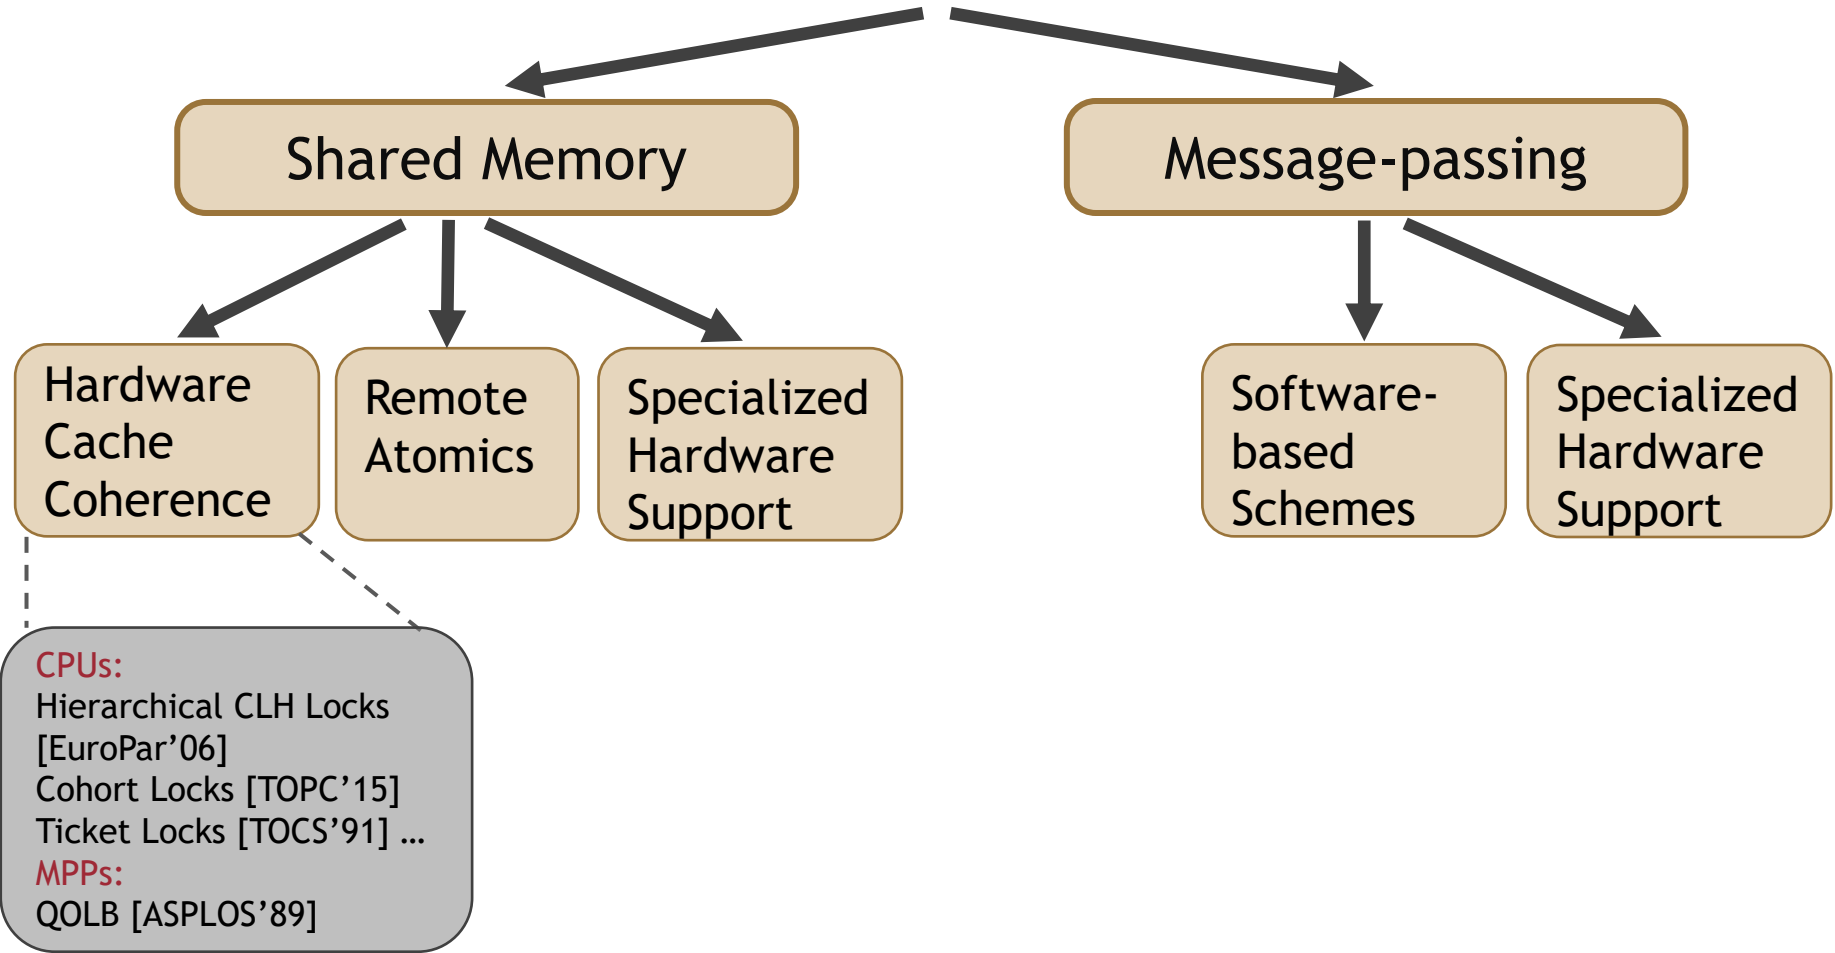 Shared Memory
Message-passing
Hardware
Cache
Coherence
Remote
Atomics
Specialized
Hardware
Support
Software-
based
Schemes
Specialized
Hardware
Support
CPUs:
Hierarchical CLH Locks
[EuroPar’06]
Cohort Locks [TOPC’15]
Ticket Locks [TOCS’91] …
MPPs:
QOLB [ASPLOS’89]